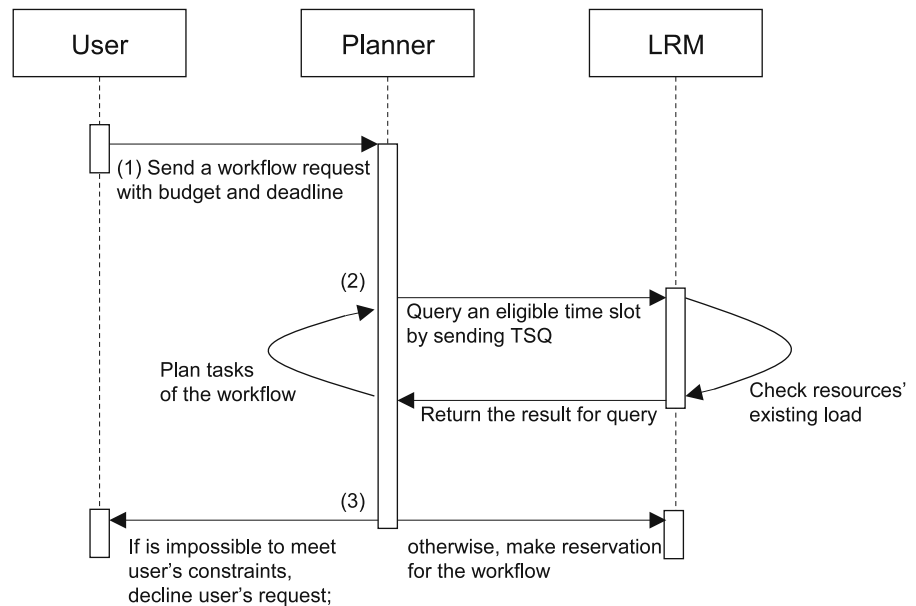 User
Planner
LRM
(1) Send a workflow request
with budget and deadline
(2)
Query an eligible time slot
by sending TSQ
Plan tasks
of the workflow
Check resources’
existing load
Return the result for query
(3)
If is impossible to meet
user’s constraints,
decline user’s request;
otherwise, make reservation
for the workflow